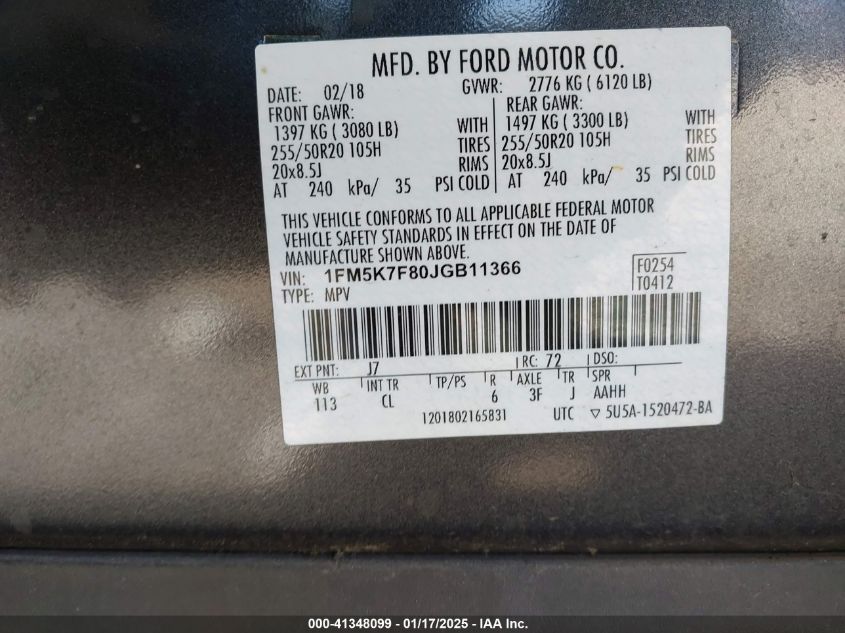 MFD. BY FORD MOTOR CO.
DATE: 02/18 GVWR: 2776 KG ( 6120 LB)
FRONT GAWR: REAR GAWR:
1397 KG ( 3080 LB) WITH 1497 KG ( 3300 LB) WITH
255/50R20 105H TIRES 255/50R20 105H TIRES
20x8.5J RIMS 20x8.5J RIMS
AT 240 kPa/ 35 PSI COLD AT 240 kPa/ 35 PSI COLD
THIS VEHICLE CONFORMS TO ALL APPLICABLE FEDERAL MOTOR
VEHICLE SAFETY STANDARDS IN EFFECT ON THE DATE OF
MANUFACTURE SHOWN ABOVE.
VIN: 1FM5K7F80JGB11366 F0254
TYPE: MPV T0412
EXT PNT: J7 RC: 72 DSO:
WB INT TR TP/PS R AXLE TR SPR
113 CL 6 3F J AAHH
1201802165831 UTC ▽ 5U5A-1520472-BA
000-41348099 - 01/17/2025 - IAA Inc.